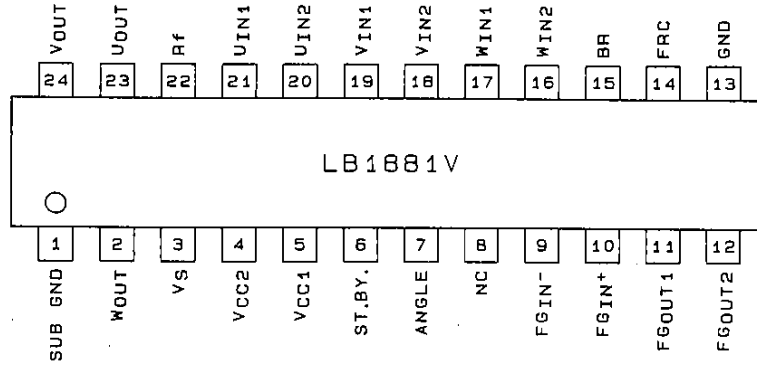 VOUT UOUT Rf UIN1 UIN2 VIN1 VIN2 WIN1 WIN2 BR FRC GND
24 23 22 21 20 19 18 17 16 15 14 13
LB1881V
1 2 3 4 5 6 7 8 9 10 11 12
SUB GND WOUT VS VCC2 VCC1 ST.BY. ANGLE NC FGIN- FGIN+ FGOUT1 FGOUT2